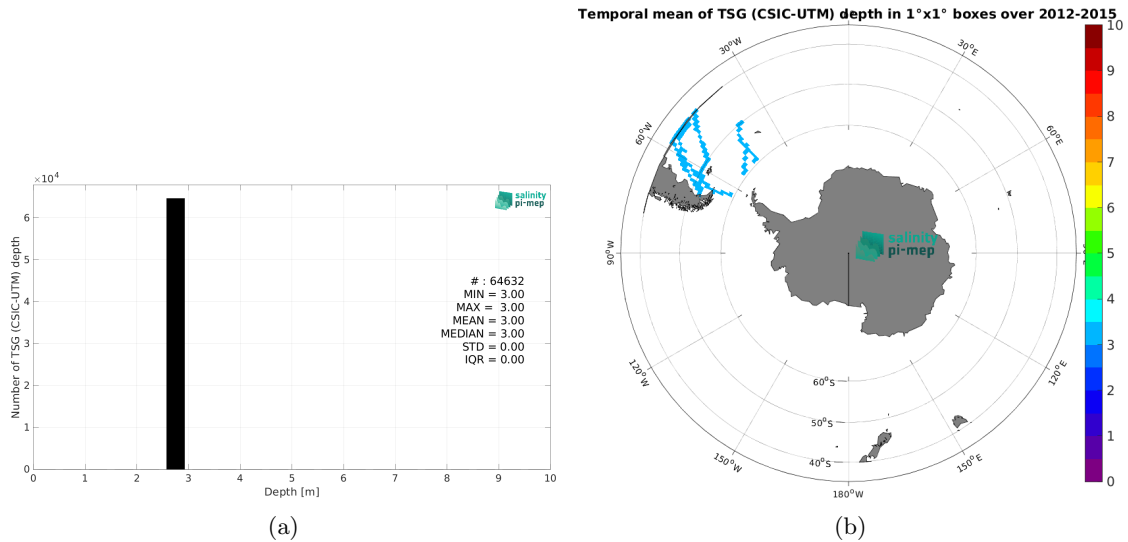 Temporal mean of TSG (CSIC-UTM) depth in 1°x1° boxes over 2012-2015
×10⁴
6
5
4
3
2
1
0
Number of TSG (CSIC-UTM) depth
salinity
pi-mep
# : 64632
MIN = 3.00
MAX = 3.00
MEAN = 3.00
MEDIAN = 3.00
STD = 0.00
IQR = 0.00
0 1 2 3 4 5 6 7 8 9 10
Depth [m]
(a)
30°W
30°E
60°W
60°E
90°W
salinity
pi-mep
120°W
120°E
150°W
150°E
180°W
60°S
50°S
40°S
10
9
8
7
6
5
4
3
2
1
0
(b)